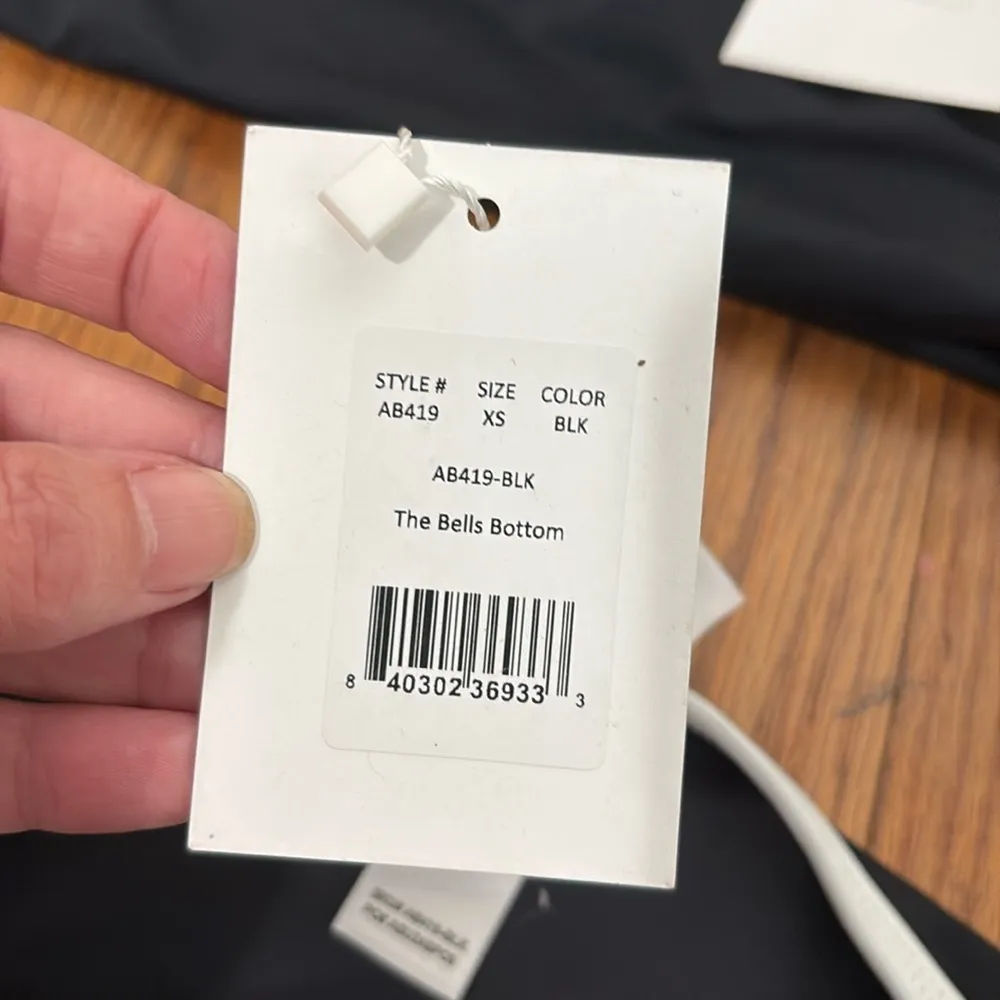 STYLE # SIZE COLOR
AB419 XS BLK
AB419-BLK
The Bells Bottom
8 40302 36933 3